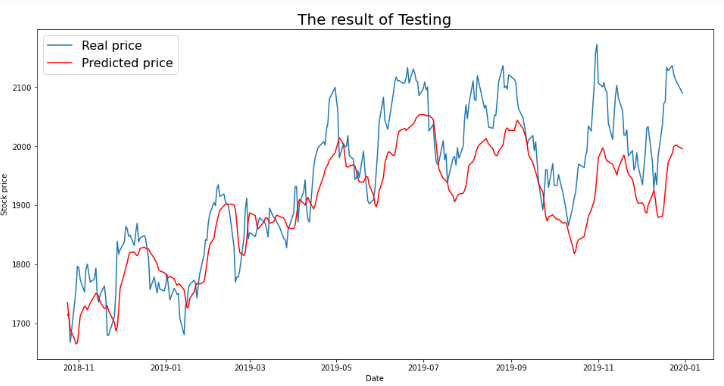 The result of Testing
Real price
Predicted price
2100
2000
1900
1800
1700
Stock price
2018-11
2019-01
2019-03
2019-05
2019-07
2019-09
2019-11
2020-01
Date